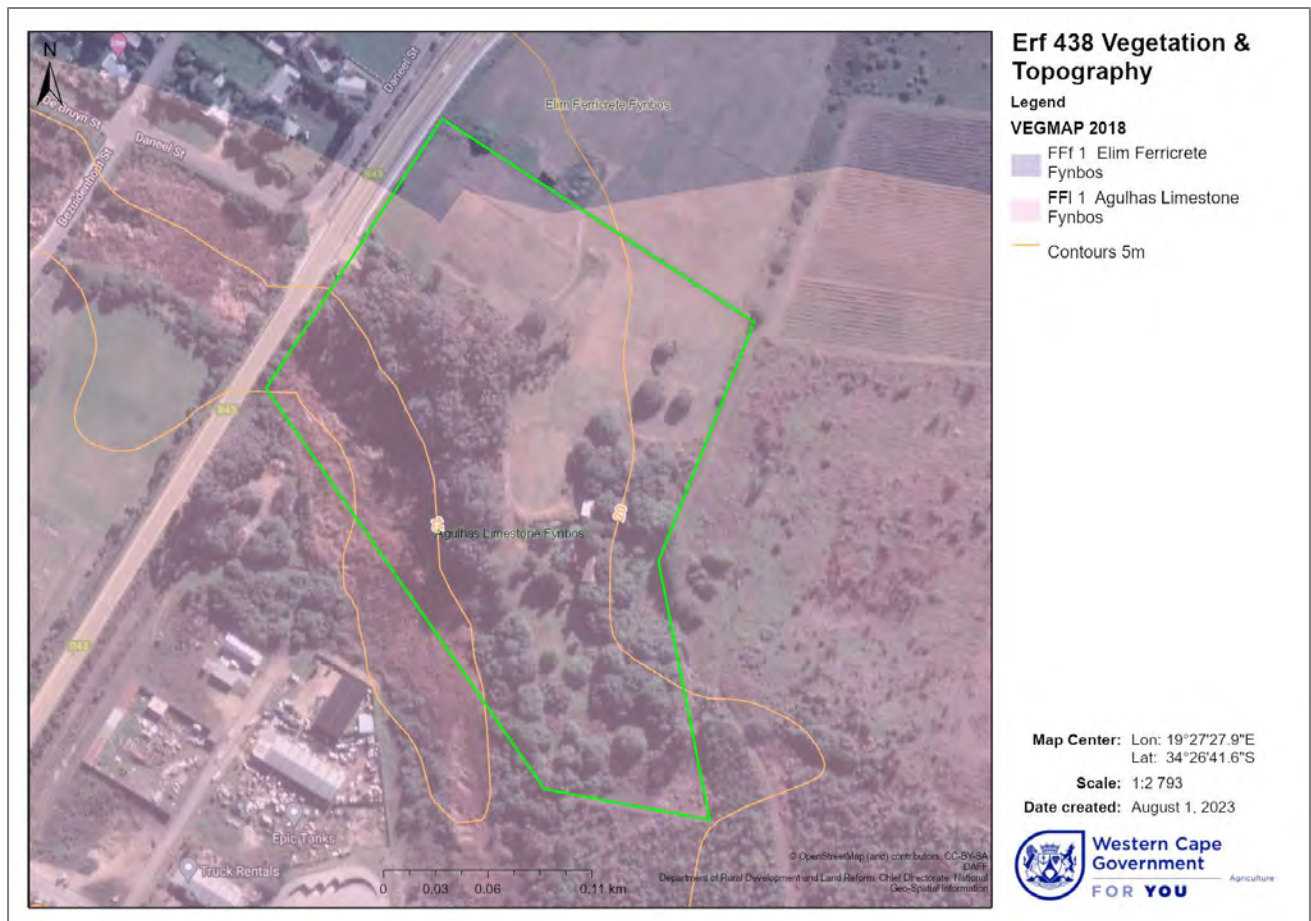 Erf 438 Vegetation &
Topography
Legend
VEGMAP 2018
FFf 1 Elim Ferricrete
Fynbos
FFl 1 Agulhas Limestone
Fynbos
Contours 5m
N
De Bruyn St
Daneel St
Bezuidenhout St
Daneel St
R43
Elim Ferricrete Fynbos
R43
20
Agulhas Limestone Fynbos
R43
Epic Tanks
Truck Rentals
0 0,03 0,06 0,11 km
© OpenStreetMap (and) contributors, CC-BY-SA
DAFF
Department of Rural Development and Land Reform, Chief Directorate: National
Geo-Spatial Information
Map Center: Lon: 19°27'27.9"E
Lat: 34°26'41.6"S
Scale: 1:2 793
Date created: August 1, 2023
Western Cape
Government
Agriculture
FOR YOU